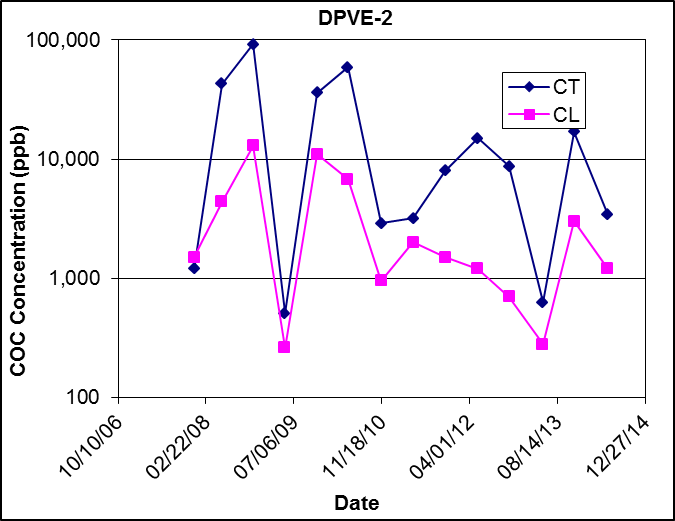 DPVE-2
100,000
10,000
1,000
100
COC Concentration (ppb)
CT
CL
10/10/06
02/22/08
07/06/09
11/18/10
04/01/12
08/14/13
12/27/14
Date